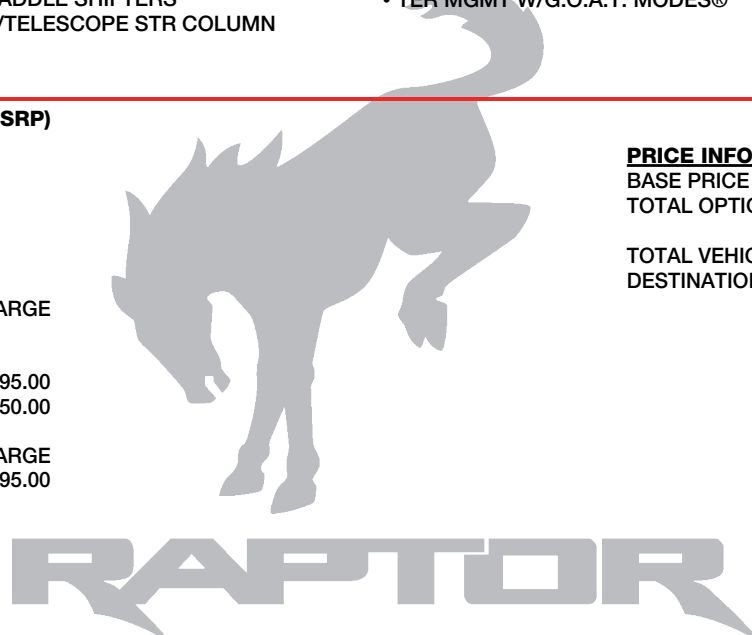 ADDLE SHIFTERS
/TELESCOPE STR COLUMN
• TER MGMT W/G.O.A.T. MODES®
SRP)
ARGE
95.00
50.00
ARGE
95.00
PRICE INFO
BASE PRICE
TOTAL OPTIO
TOTAL VEHIC
DESTINATION
RAPTOR